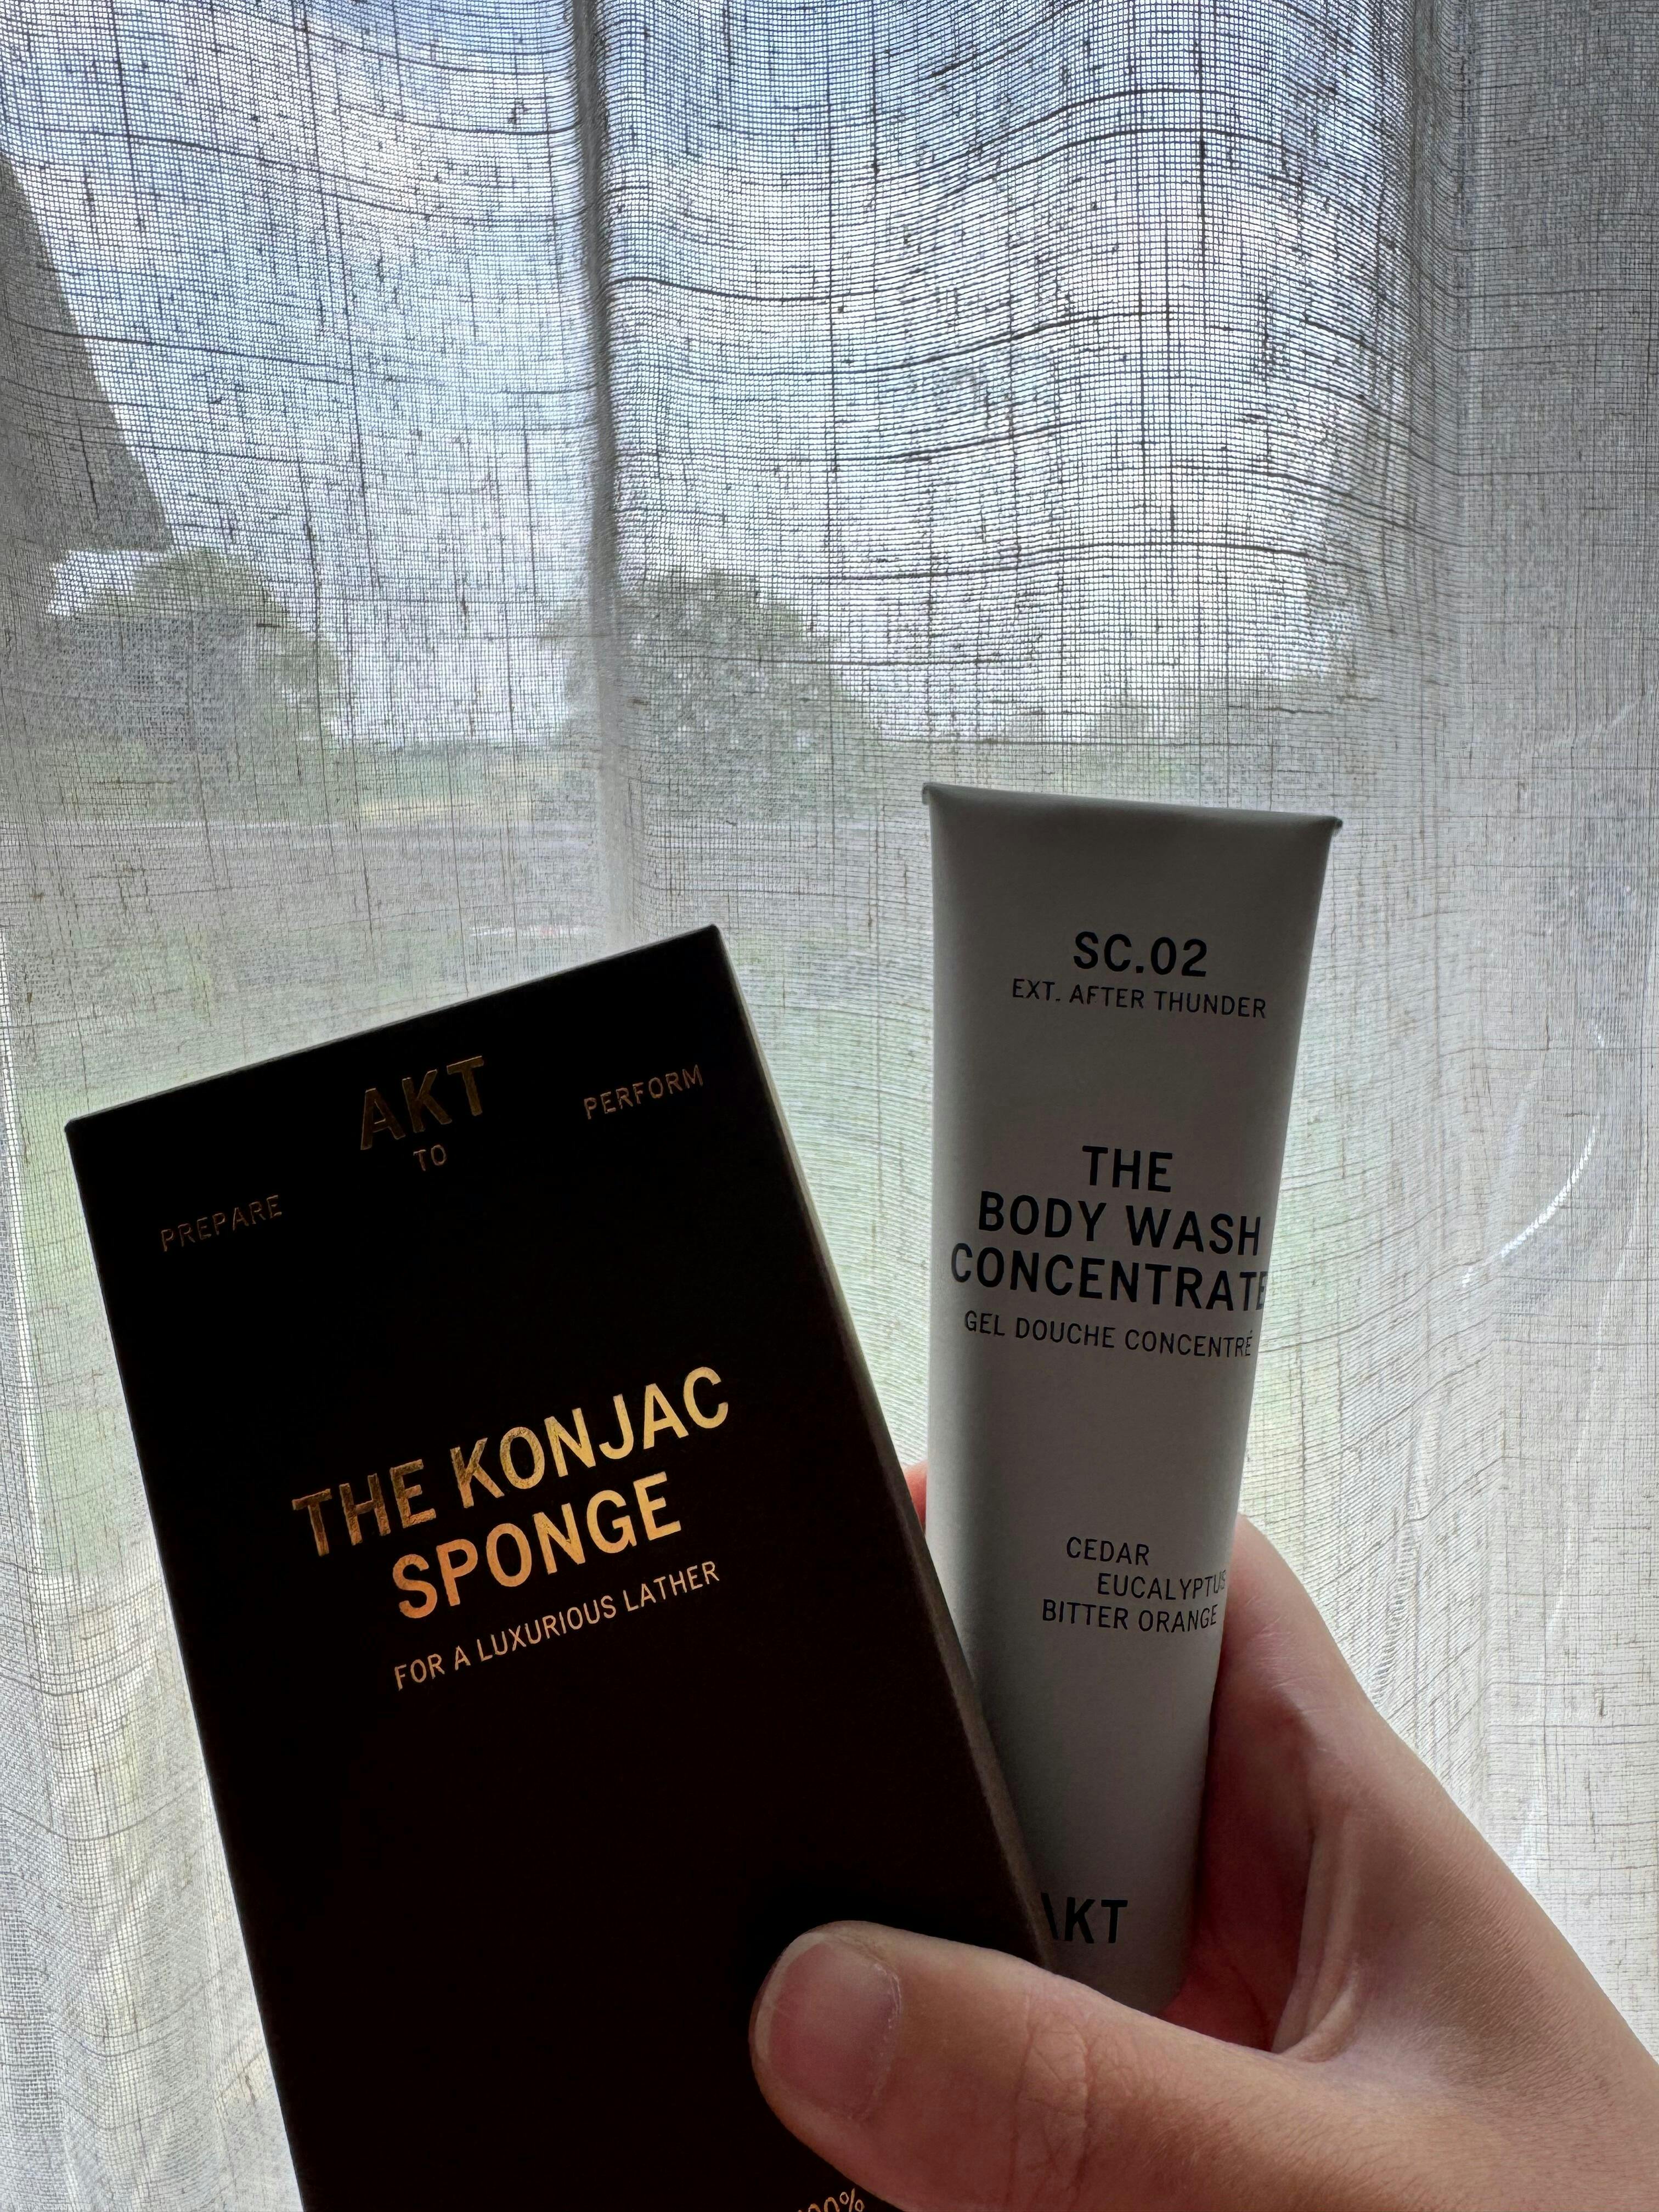 AKT
PREPARE TO PERFORM
THE KONJAC
SPONGE
FOR A LUXURIOUS LATHER
SC.02
EXT. AFTER THUNDER
THE
BODY WASH
CONCENTRATE
GEL DOUCHE CONCENTRÉ
CEDAR
EUCALYPTUS
BITTER ORANGE
AKT